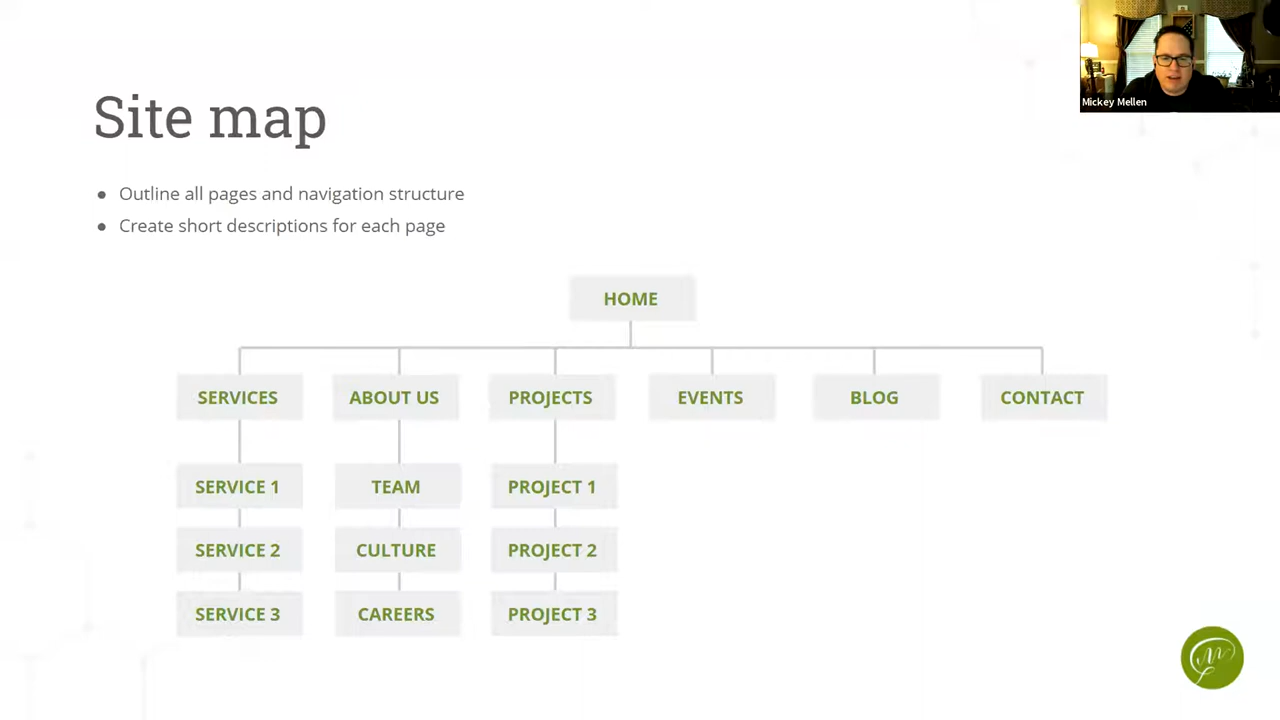 Mickey Mellen
Site map
● Outline all pages and navigation structure
● Create short descriptions for each page
HOME
SERVICES ABOUT US PROJECTS EVENTS BLOG CONTACT
SERVICE 1 TEAM PROJECT 1
SERVICE 2 CULTURE PROJECT 2
SERVICE 3 CAREERS PROJECT 3